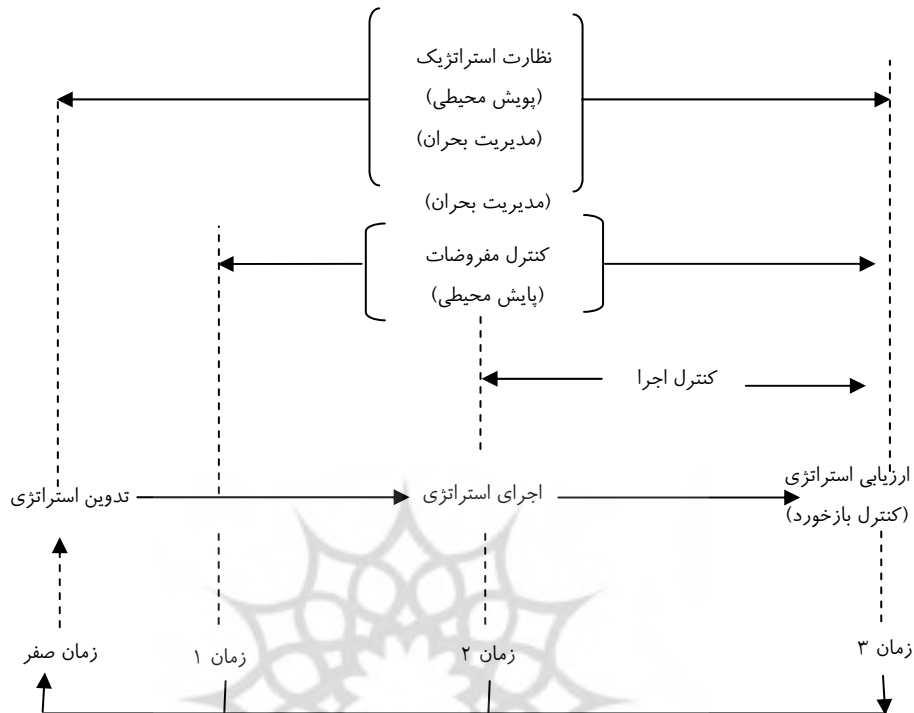 نظارت استراتژیک
(پویش محیطی)
(مدیریت بحران)
(مدیریت بحران)
کنترل مفروضات
(پایش محیطی)
کنترل اجرا
تدوین استراتژی
اجرای استراتژی
ارزیابی استراتژی
(کنترل بازخورد)
زمان صفر
زمان ۱
زمان ۲
زمان ۳